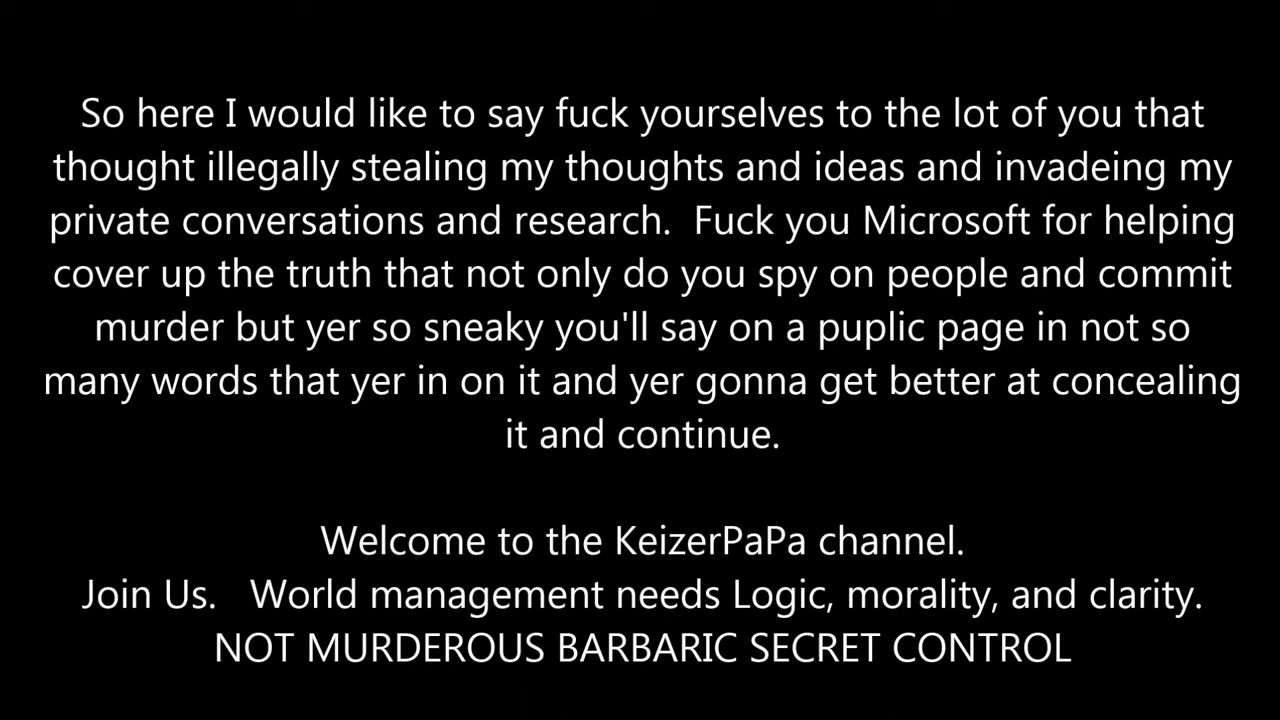 So here I would like to say fuck yourselves to the lot of you that
thought illegally stealing my thoughts and ideas and invadeing my
private conversations and research.  Fuck you Microsoft for helping
cover up the truth that not only do you spy on people and commit
murder but yer so sneaky you'll say on a puplic page in not so
many words that yer in on it and yer gonna get better at concealing
it and continue.
Welcome to the KeizerPaPa channel.
Join Us.   World management needs Logic, morality, and clarity.
NOT MURDEROUS BARBARIC SECRET CONTROL